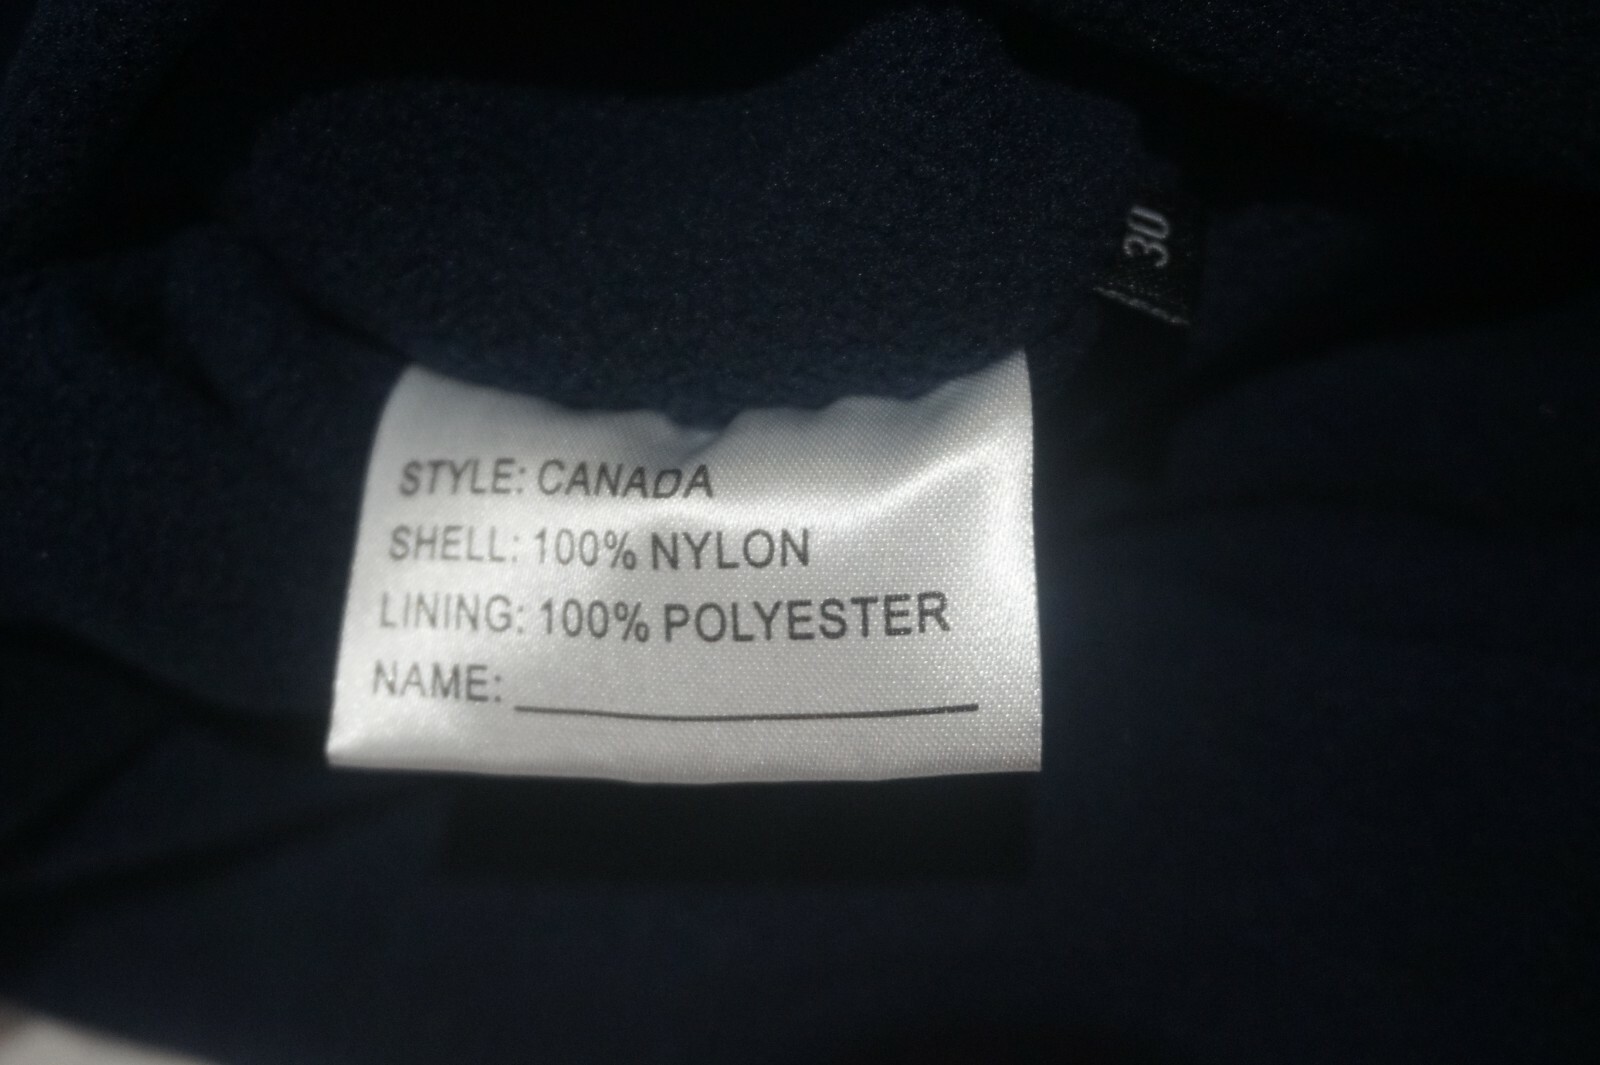 30
STYLE: CANADA
SHELL: 100% NYLON
LINING: 100% POLYESTER
NAME: